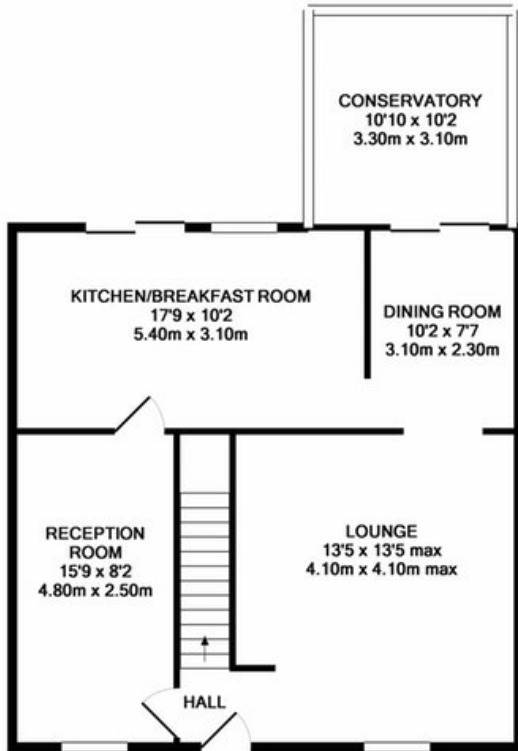 CONSERVATORY
10'10 x 10'2
3.30m x 3.10m
KITCHEN/BREAKFAST ROOM
17'9 x 10'2
5.40m x 3.10m
DINING ROOM
10'2 x 7'7
3.10m x 2.30m
RECEPTION
ROOM
15'9 x 8'2
4.80m x 2.50m
LOUNGE
13'5 x 13'5 max
4.10m x 4.10m max
HALL